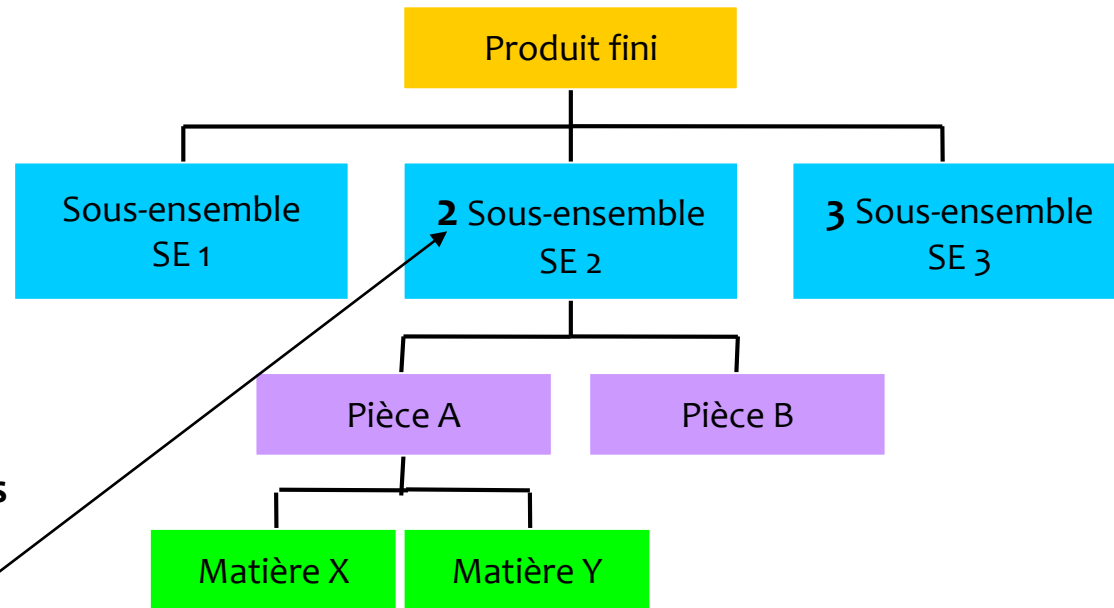 Produit fini
Sous-ensemble
SE 1
2 Sous-ensemble
SE 2
3 Sous-ensemble
SE 3
Pièce A
Pièce B
s
Matière X
Matière Y